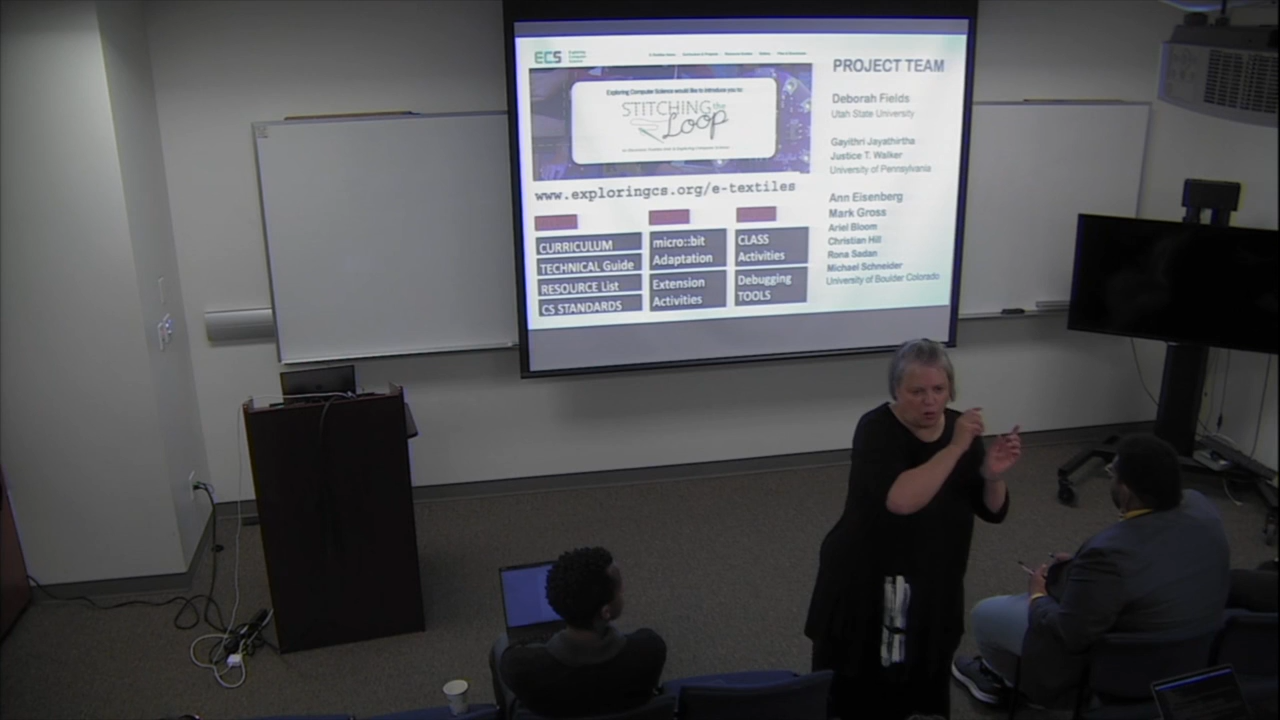 ECS
Exploring
Computer
Science
Exploring Computer Science would like to introduce you to:
STITCHING the
Loop
www.exploringcs.org/e-textiles
CURRICULUM
TECHNICAL Guide
RESOURCE List
CS STANDARDS
micro::bit
Adaptation
Extension
Activities
CLASS
Activities
Debugging
TOOLS
PROJECT TEAM
Deborah Fields
Utah State University
Gayithri Jayathirtha
Justice T. Walker
University of Pennsylvania
Ann Eisenberg
Mark Gross
Ariel Bloom
Christian Hill
Rona Sadan
Michael Schneider
University of Boulder Colorado